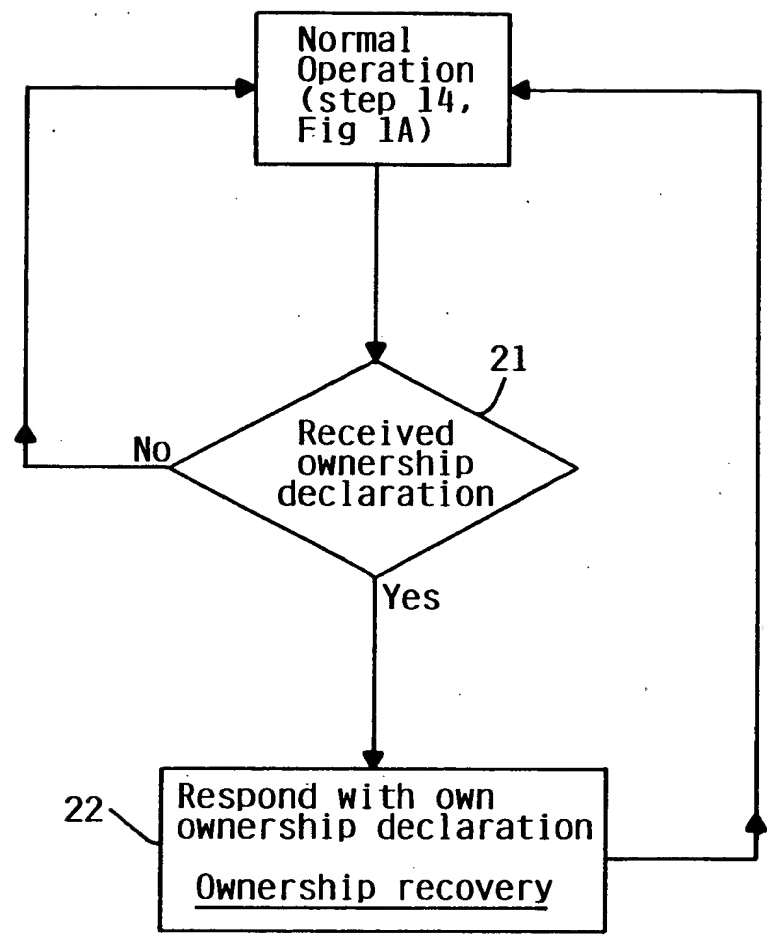 Normal
Operation
(step 14,
Fig 1A)
21
Received
ownership
declaration
No
Yes
22
Respond with own
ownership declaration
Ownership recovery